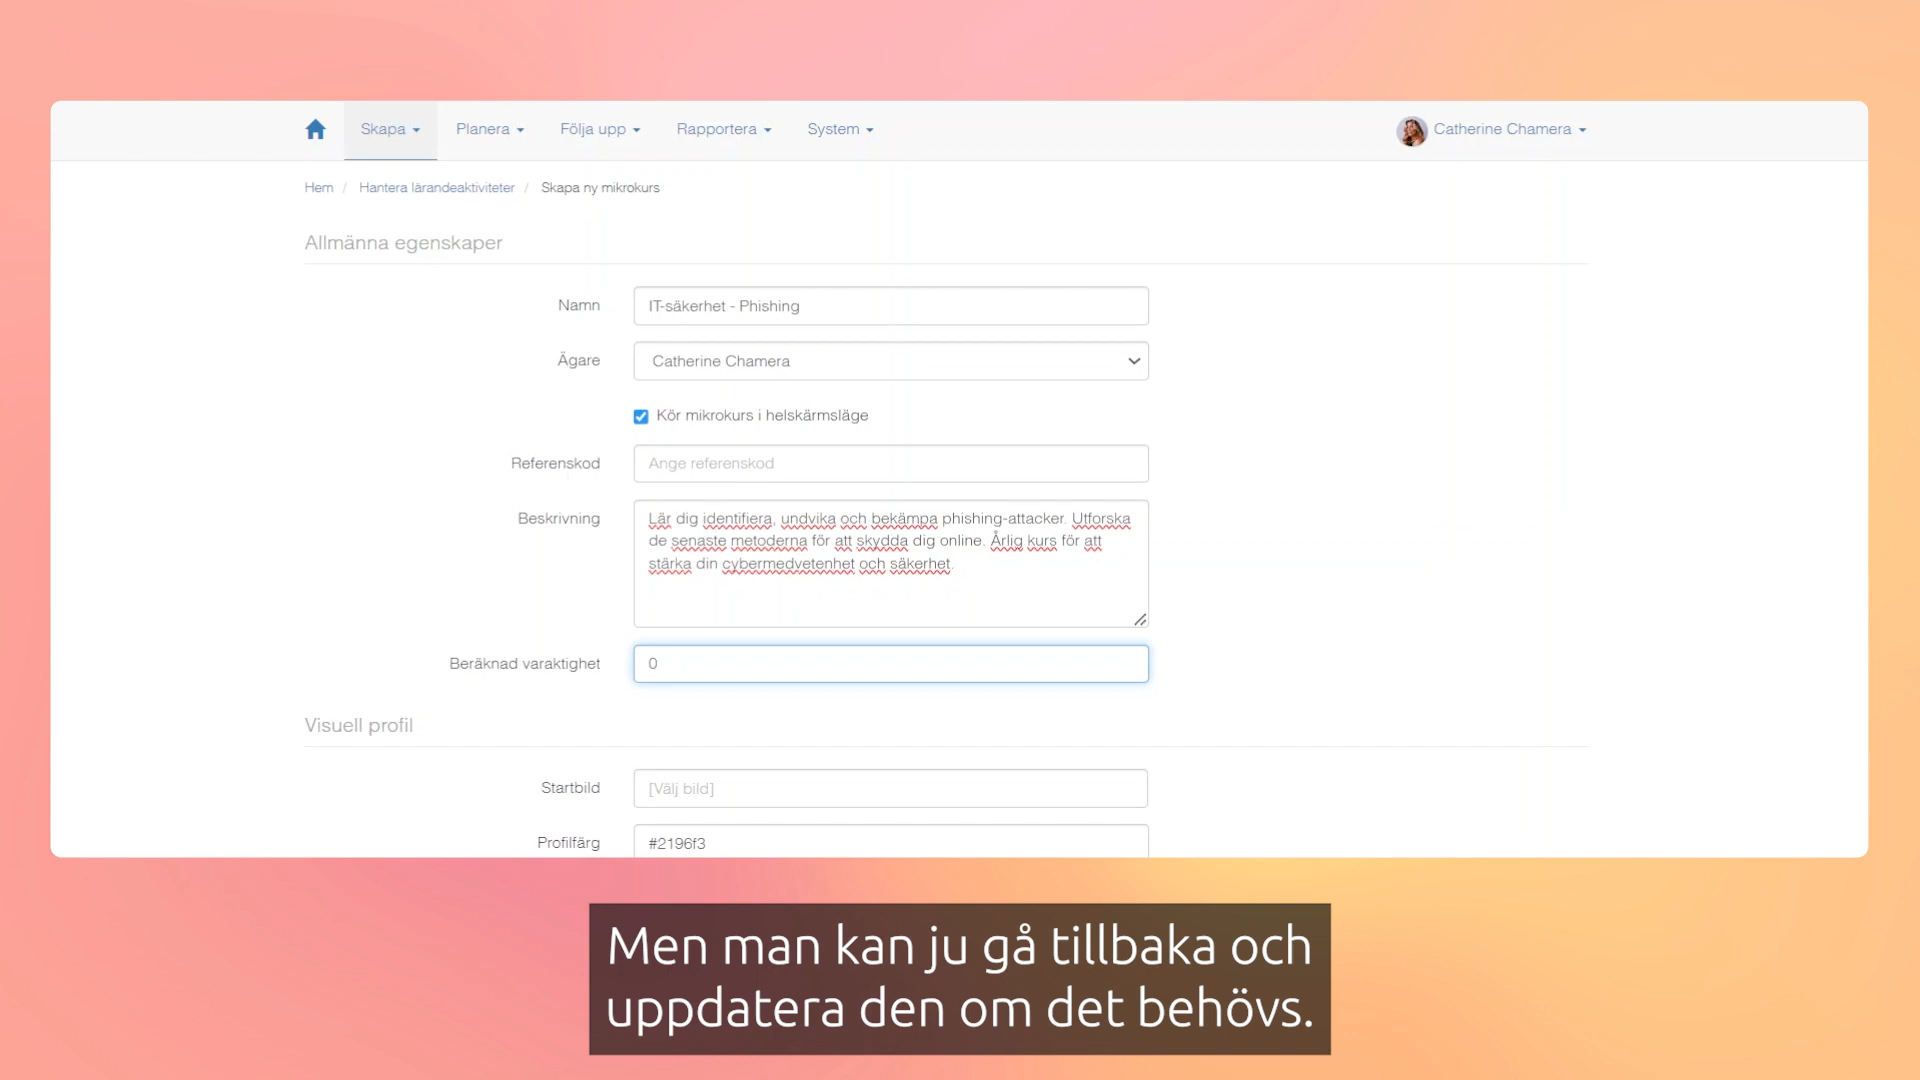 Skapa
Planera
Följa upp
Rapportera
System
Catherine Chamera
Hem / Hantera lärandeaktiviteter / Skapa ny mikrokurs
Allmänna egenskaper
Namn
IT-säkerhet - Phishing
Ägare
Catherine Chamera
Kör mikrokurs i helskärmsläge
Referenskod
Ange referenskod
Beskrivning
Lär dig identifiera, undvika och bekämpa phishing-attacker. Utforska
de senaste metoderna för att skydda dig online. Årlig kurs för att
stärka din cybermedvetenhet och säkerhet.
Beräknad varaktighet
0
Visuell profil
Startbild
[Välj bild]
Profilfärg
#2196f3
Men man kan ju gå tillbaka och
uppdatera den om det behövs.